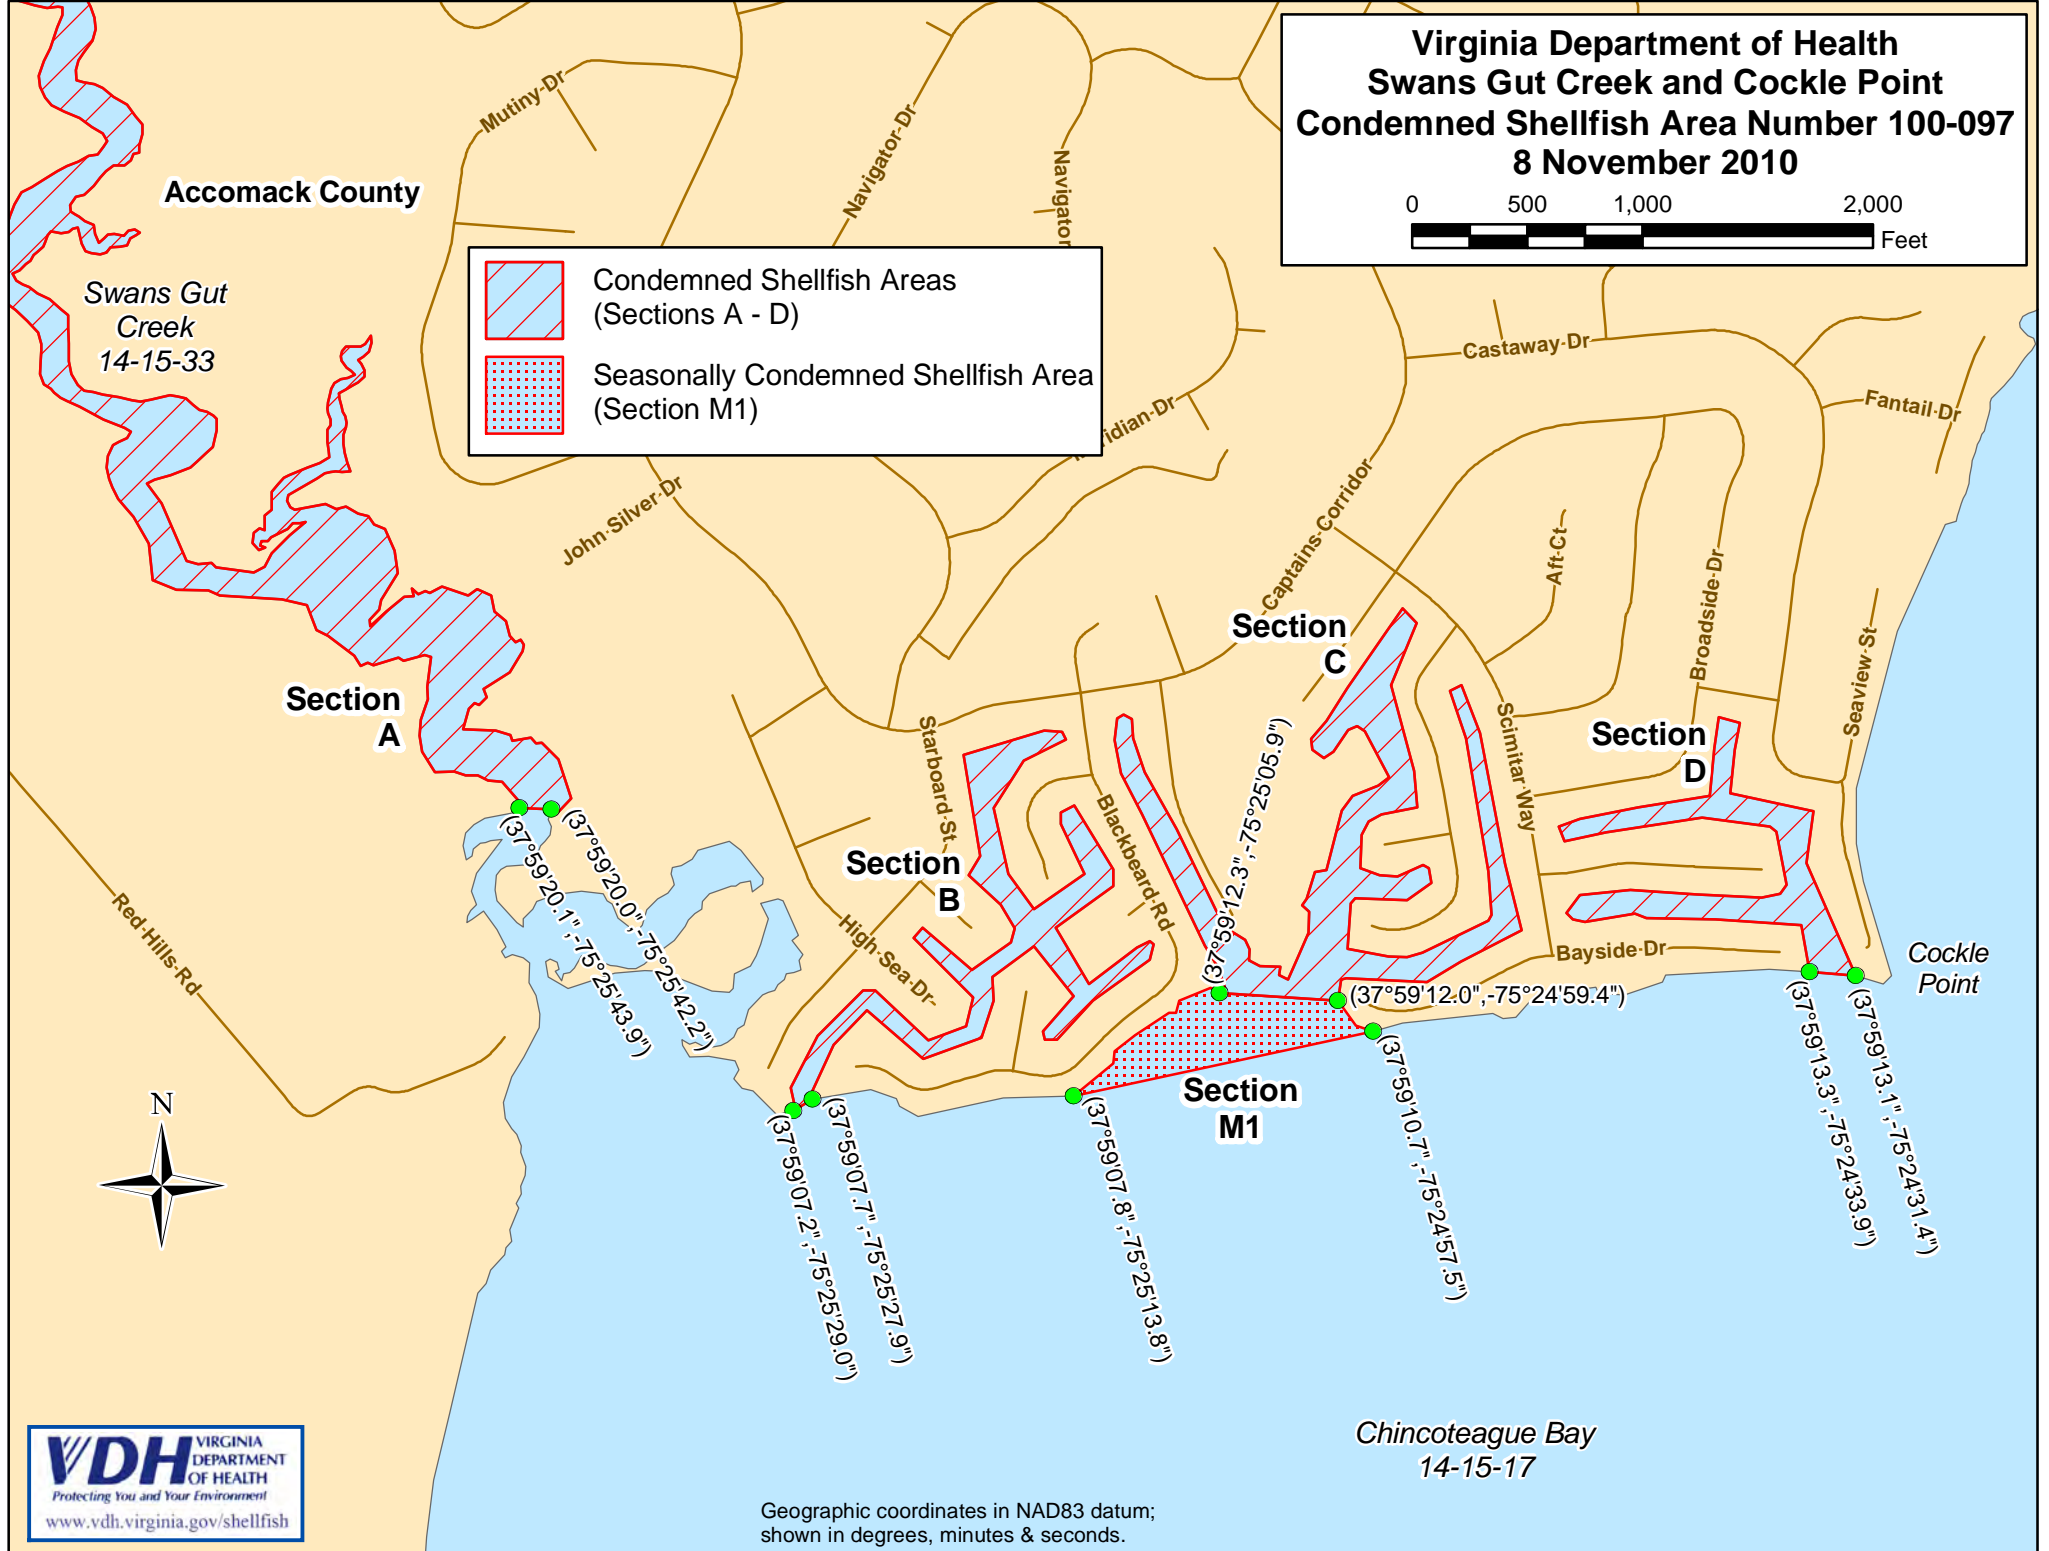 Virginia Department of Health
Swans Gut Creek and Cockle Point
Condemned Shellfish Area Number 100-097
8 November 2010
0 500 1,000 2,000
Feet
Mutiny Dr
Navigator Dr
Navigator
Accomack County
Swans Gut
Creek
14-15-33
Condemned Shellfish Areas
(Sections A - D)
Seasonally Condemned Shellfish Area
(Section M1)
Castaway Dr
Fantail Dr
ridian Dr
John Silver Dr
Captains Corridor
Aft Ct
Broadside Dr
Seaview St
Section
C
Section
A
Starboard St
Scimitar Way
Section
D
Blackbeard Rd
Section
B
High Sea Dr
Red Hills Rd
Bayside Dr
Cockle
Point
(37°59'20.1",-75°25'43.9")
(37°59'20.0",-75°25'42.2")
(37°59'12.3",-75°25'05.9")
(37°59'12.0",-75°24'59.4")
(37°59'07.2",-75°25'29.0")
(37°59'07.7",-75°25'27.9")
(37°59'07.8",-75°25'13.8")
(37°59'10.7",-75°24'57.5")
(37°59'13.3",-75°24'33.9")
(37°59'13.1",-75°24'31.4")
Section
M1
N
Chincoteague Bay
14-15-17
VDH
VIRGINIA
DEPARTMENT
OF HEALTH
Protecting You and Your Environment
www.vdh.virginia.gov/shellfish
Geographic coordinates in NAD83 datum;
shown in degrees, minutes & seconds.